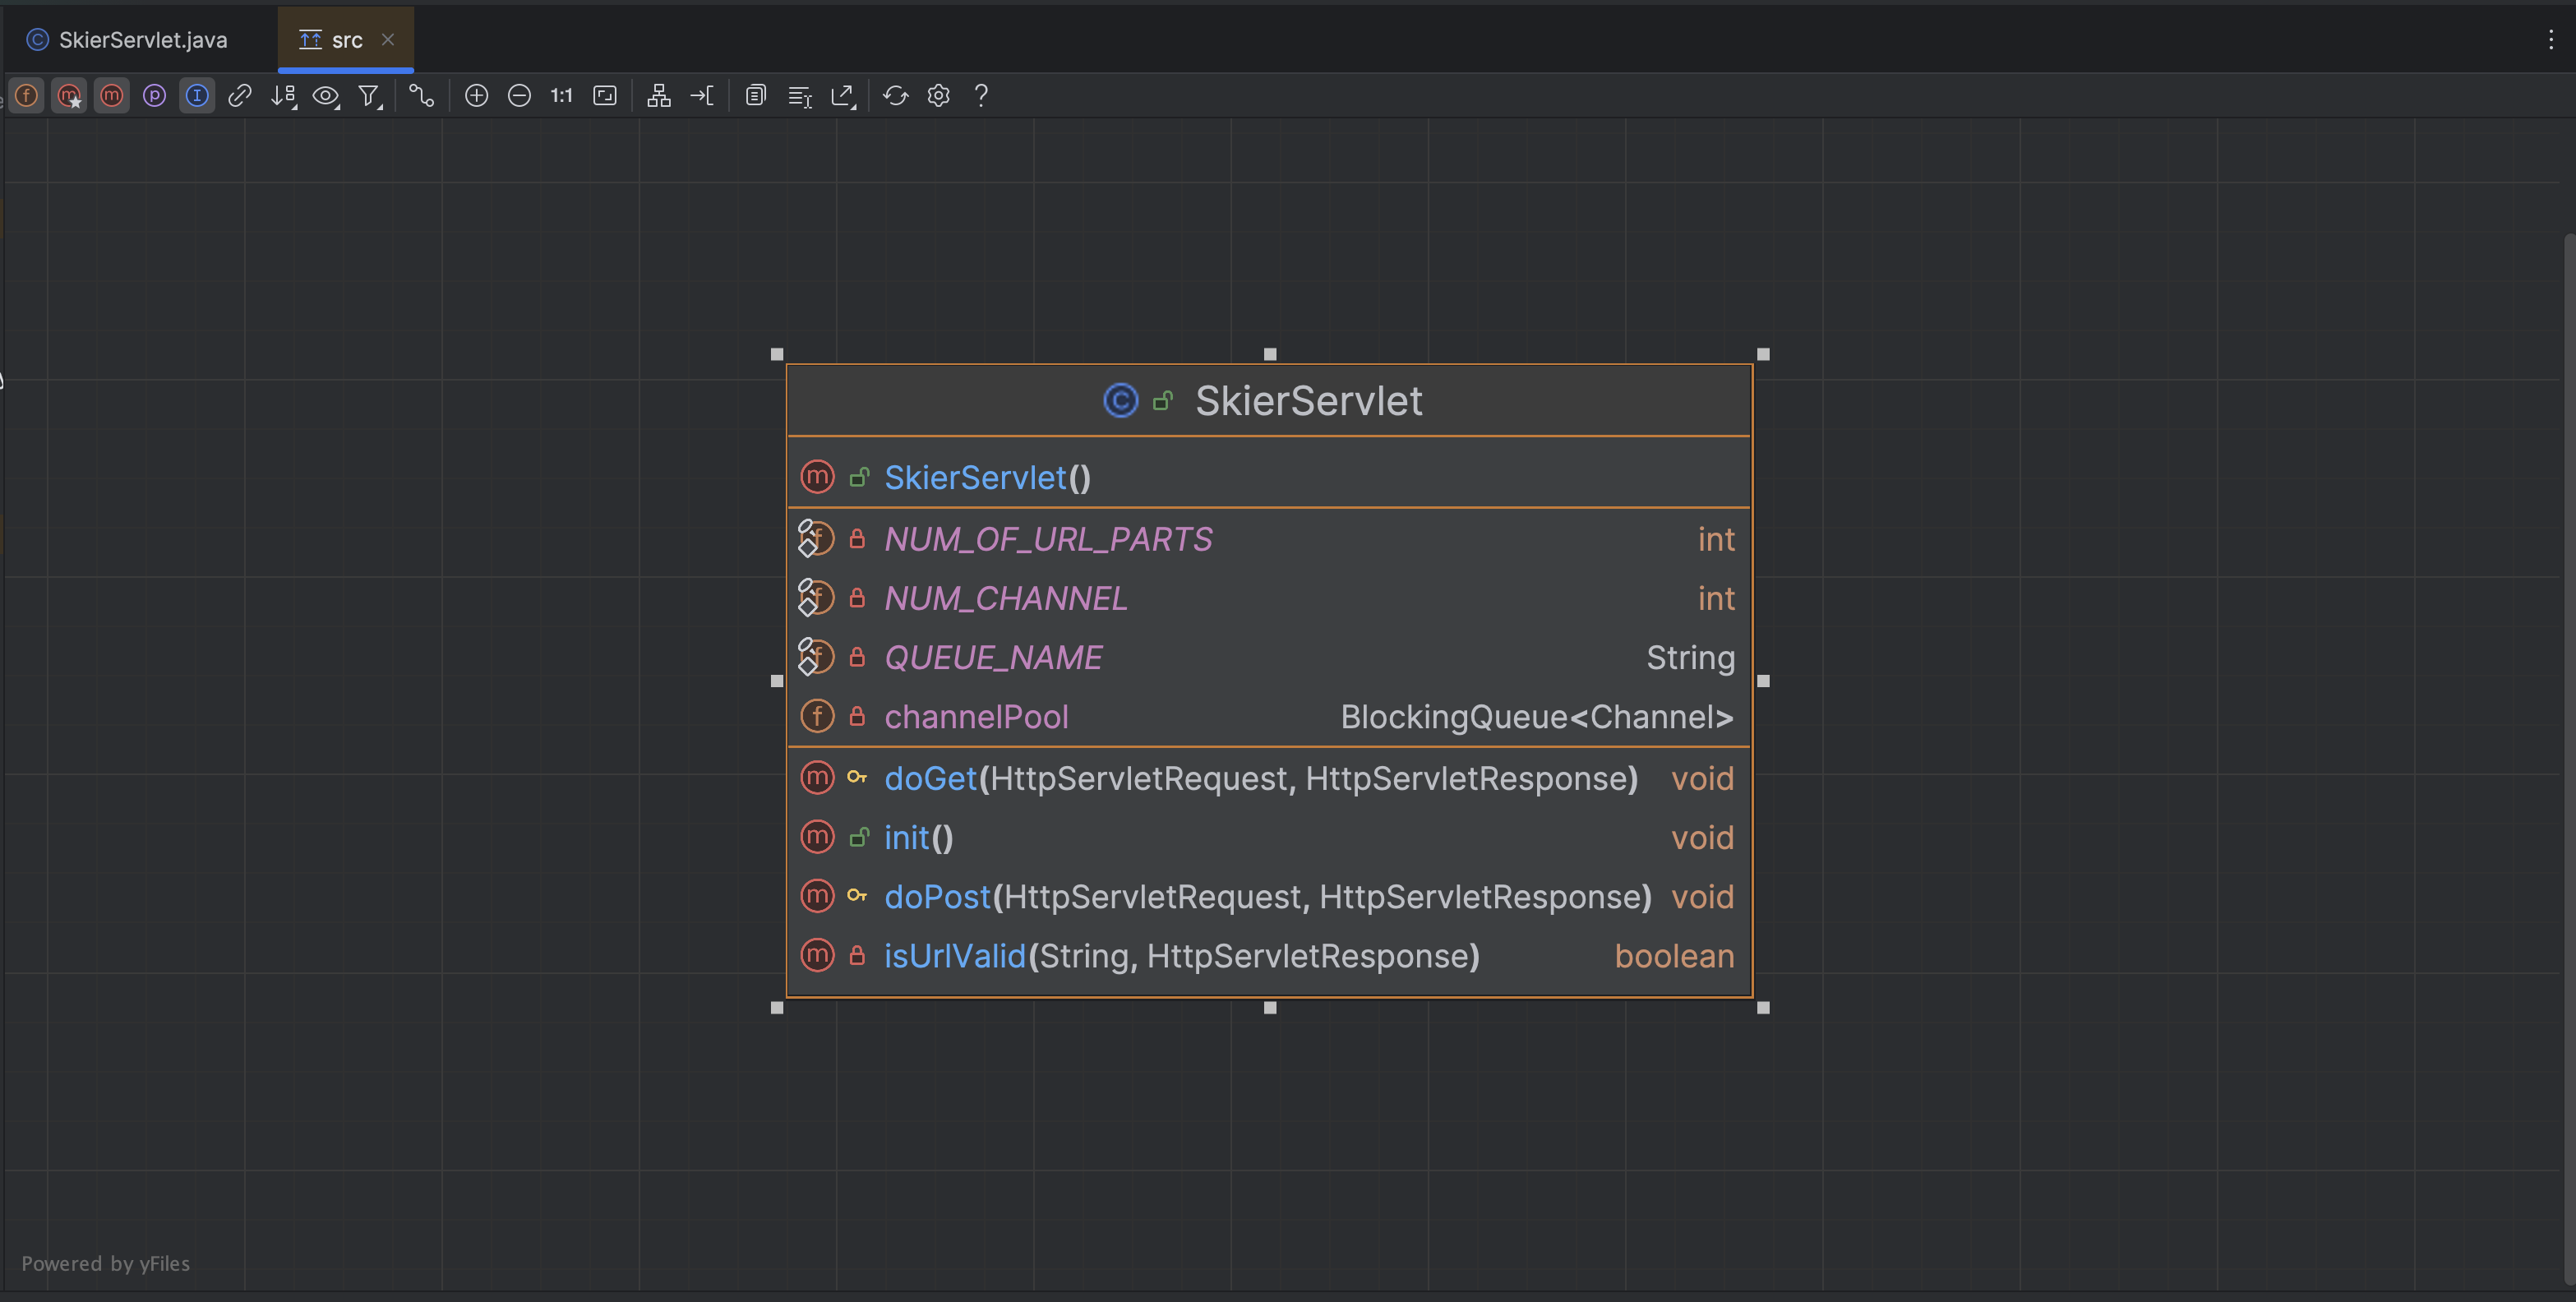 SkierServlet.java src
1:1 ?
SkierServlet
SkierServlet()
NUM_OF_URL_PARTS int
NUM_CHANNEL int
QUEUE_NAME String
channelPool BlockingQueue<Channel>
doGet(HttpServletRequest, HttpServletResponse) void
init() void
doPost(HttpServletRequest, HttpServletResponse) void
isUrlValid(String, HttpServletResponse) boolean
Powered by yFiles